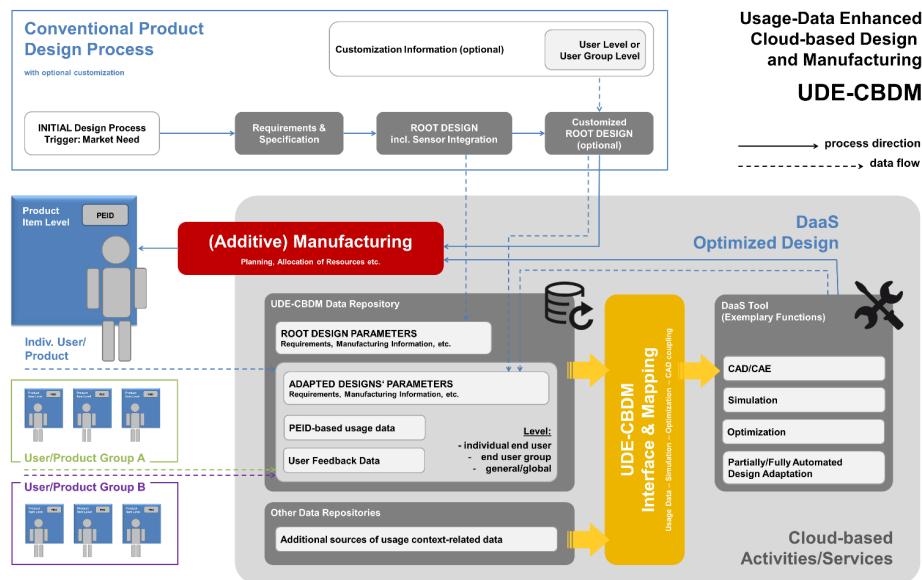 Conventional Product
Design Process
with optional customization
Customization Information (optional)
User Level or
User Group Level
Usage-Data Enhanced
Cloud-based Design
and Manufacturing
UDE-CBDM
process direction
data flow
INITIAL Design Process
Trigger: Market Need
Requirements &
Specification
ROOT DESIGN
incl. Sensor Integration
Customized
ROOT DESIGN
(optional)
Product
Item Level
PEID
(Additive) Manufacturing
Planning, Allocation of Resources etc.
DaaS
Optimized Design
Indiv. User/
Product
UDE-CBDM Data Repository
ROOT DESIGN PARAMETERS
Requirements, Manufacturing Information, etc.
ADAPTED DESIGNS' PARAMETERS
Requirements, Manufacturing Information, etc.
PEID-based usage data
User Feedback Data
Level:
- individual end user
- end user group
- general/global
Other Data Repositories
Additional sources of usage context-related data
UDE-CBDM
Interface & Mapping
Usage Data – Simulation – Optimization – CAD coupling
DaaS Tool
(Exemplary Functions)
CAD/CAE
Simulation
Optimization
Partially/Fully Automated
Design Adaptation
Cloud-based
Activities/Services
User/Product Group A
User/Product Group B